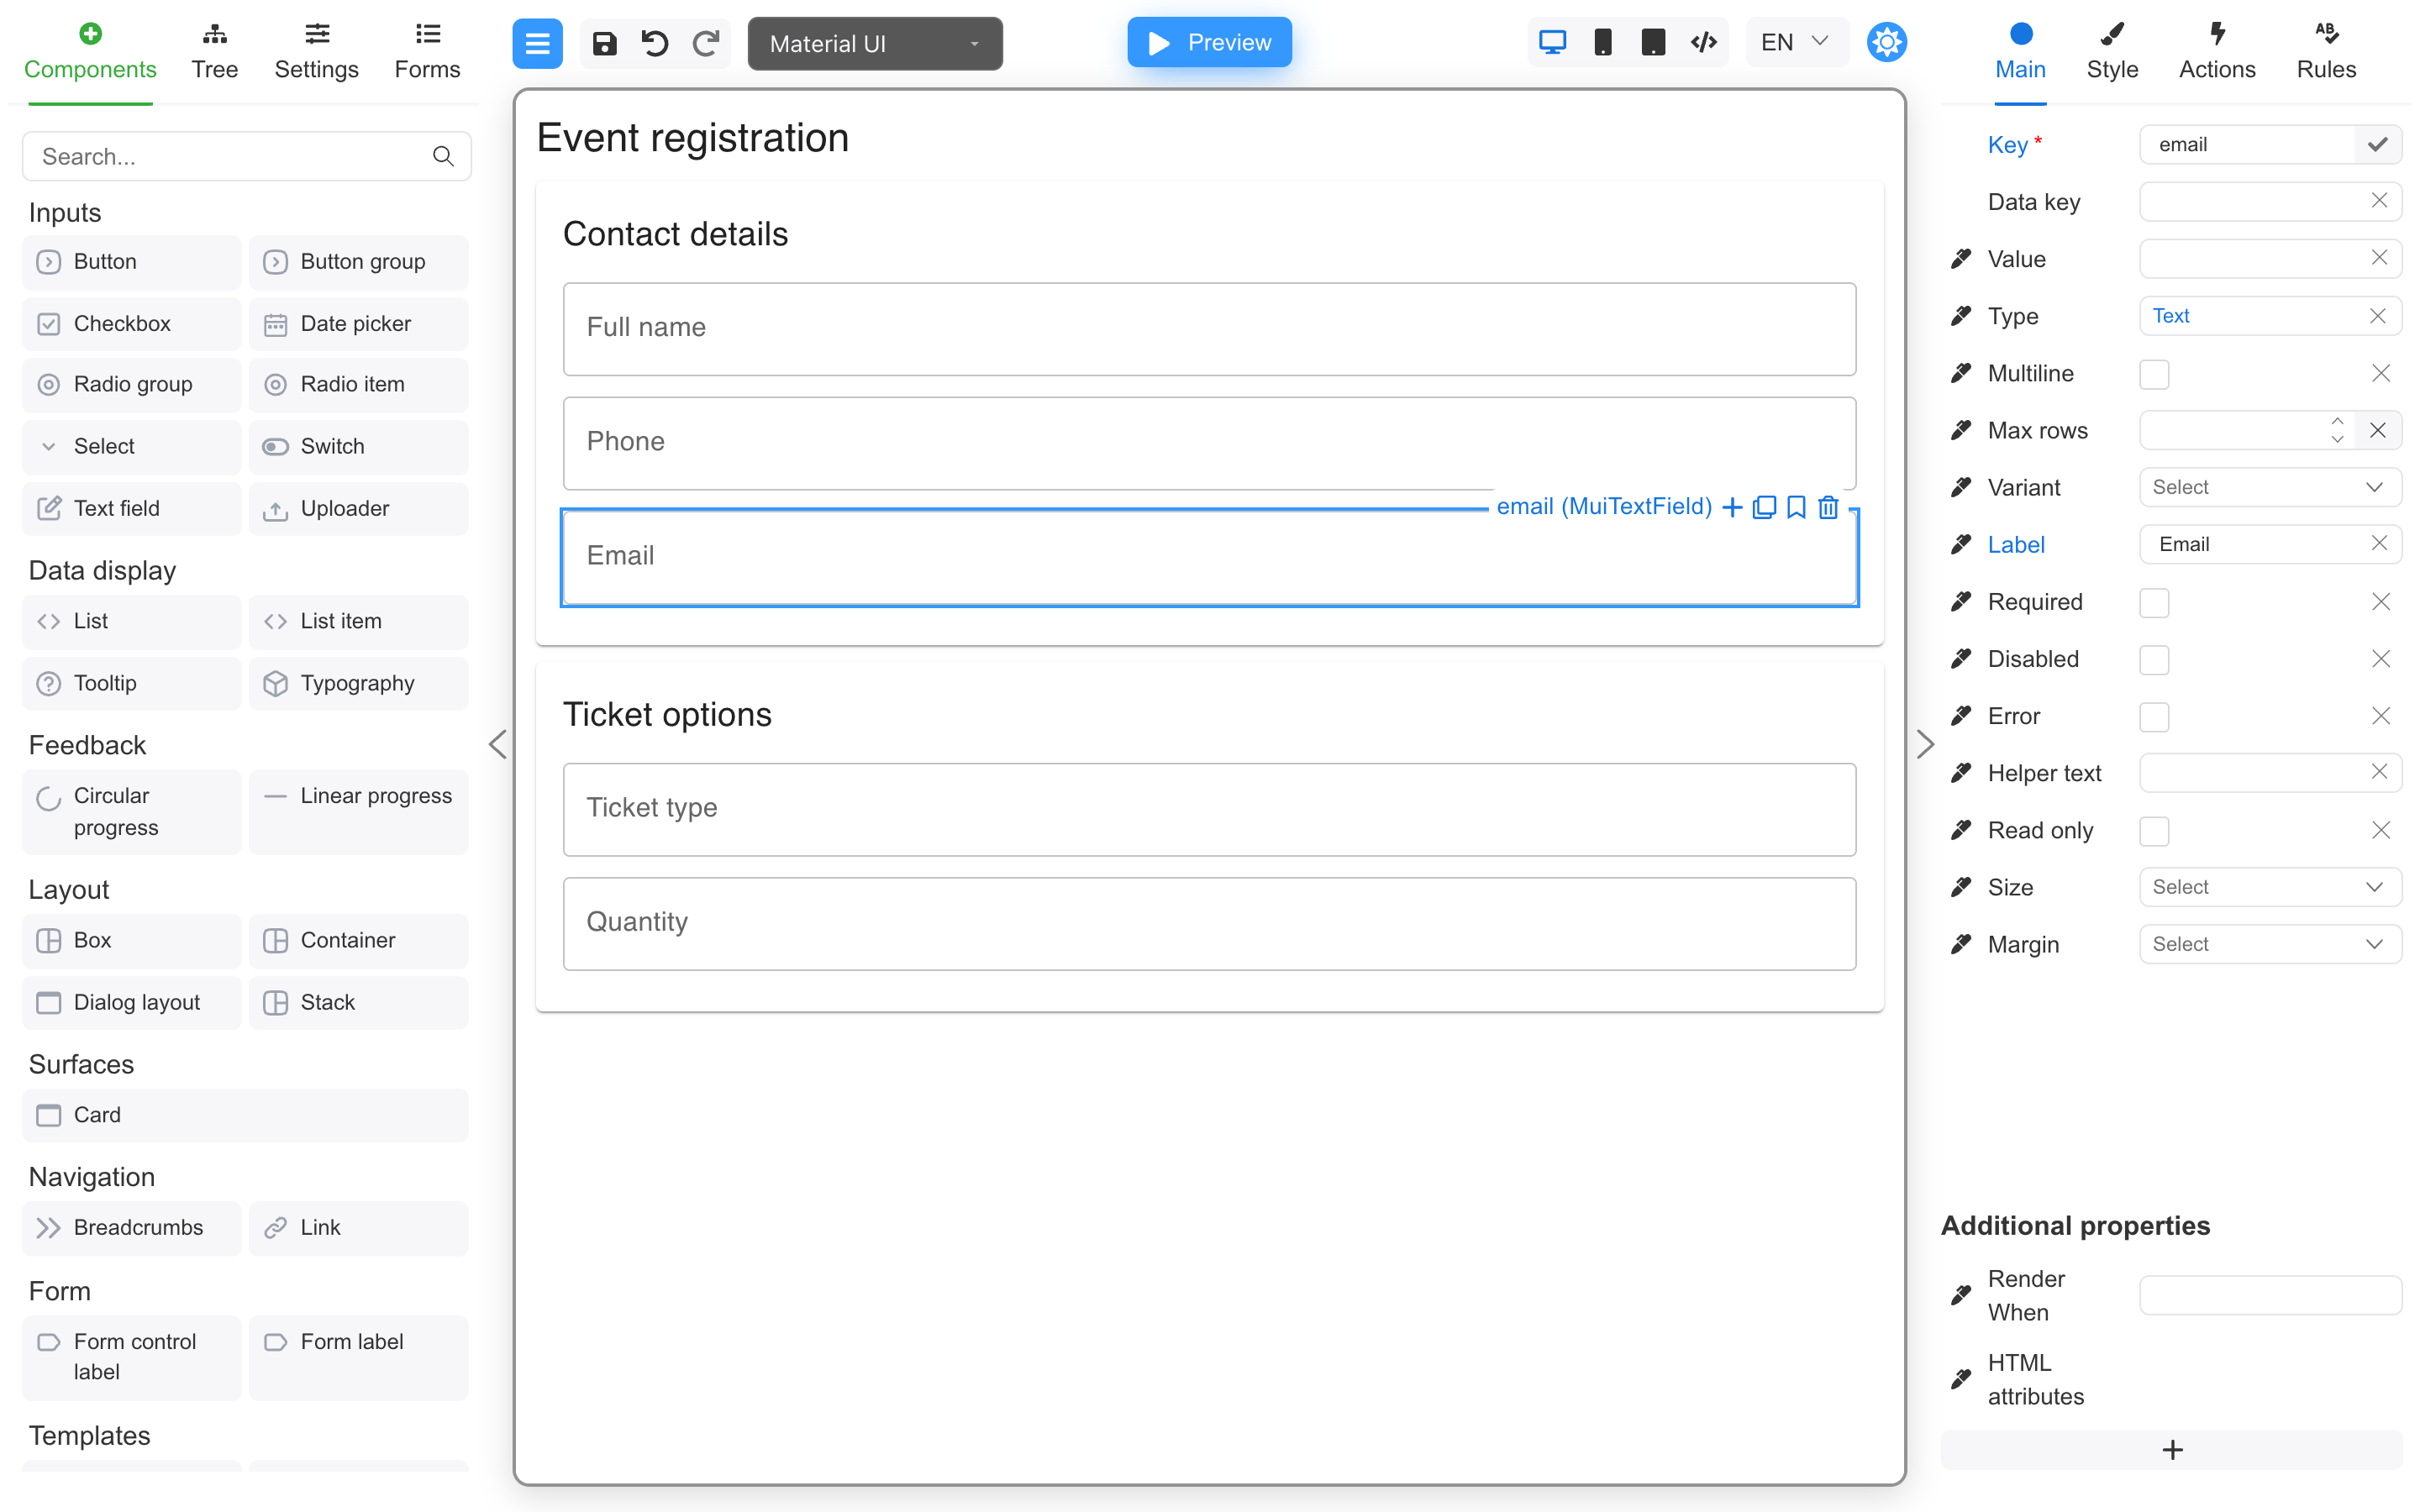 Components
Tree
Settings
Forms
Material UI
Preview
EN
Main
Style
Actions
Rules
Search...
Inputs
Button
Button group
Checkbox
Date picker
Radio group
Radio item
Select
Switch
Text field
Uploader
Data display
List
List item
Tooltip
Typography
Feedback
Circular
progress
Linear progress
Layout
Box
Container
Dialog layout
Stack
Surfaces
Card
Navigation
Breadcrumbs
Link
Form
Form control
label
Form label
Templates
Event registration
Contact details
Full name
Phone
email (MuiTextField)
Email
Ticket options
Ticket type
Quantity
Key *
email
Data key
Value
Type
Text
Multiline
Max rows
Variant
Select
Label
Email
Required
Disabled
Error
Helper text
Read only
Size
Select
Margin
Select
Additional properties
Render
When
HTML
attributes